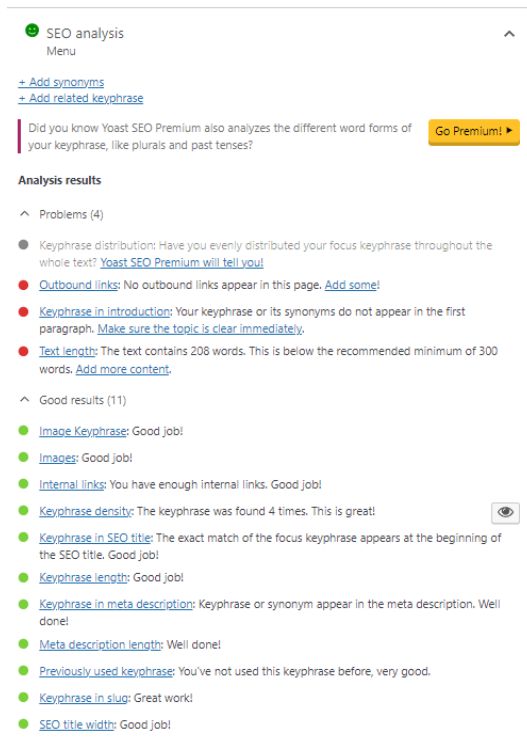 SEO analysis
Menu
+ Add synonyms
+ Add related keyphrase
Did you know Yoast SEO Premium also analyzes the different word forms of
your keyphrase, like plurals and past tenses?
Go Premium!
Analysis results
Problems (4)
Keyphrase distribution: Have you evenly distributed your focus keyphrase throughout the
whole text? Yoast SEO Premium will tell you!
Outbound links: No outbound links appear in this page. Add some!
Keyphrase in introduction: Your keyphrase or its synonyms do not appear in the first
paragraph. Make sure the topic is clear immediately.
Text length: The text contains 208 words. This is below the recommended minimum of 300
words. Add more content.
Good results (11)
Image Keyphrase: Good job!
Images: Good job!
Internal links: You have enough internal links. Good job!
Keyphrase density: The keyphrase was found 4 times. This is great!
Keyphrase in SEO title: The exact match of the focus keyphrase appears at the beginning of
the SEO title. Good job!
Keyphrase length: Good job!
Keyphrase in meta description: Keyphrase or synonym appear in the meta description. Well
done!
Meta description length: Well done!
Previously used keyphrase: You've not used this keyphrase before, very good.
Keyphrase in slug: Great work!
SEO title width: Good job!